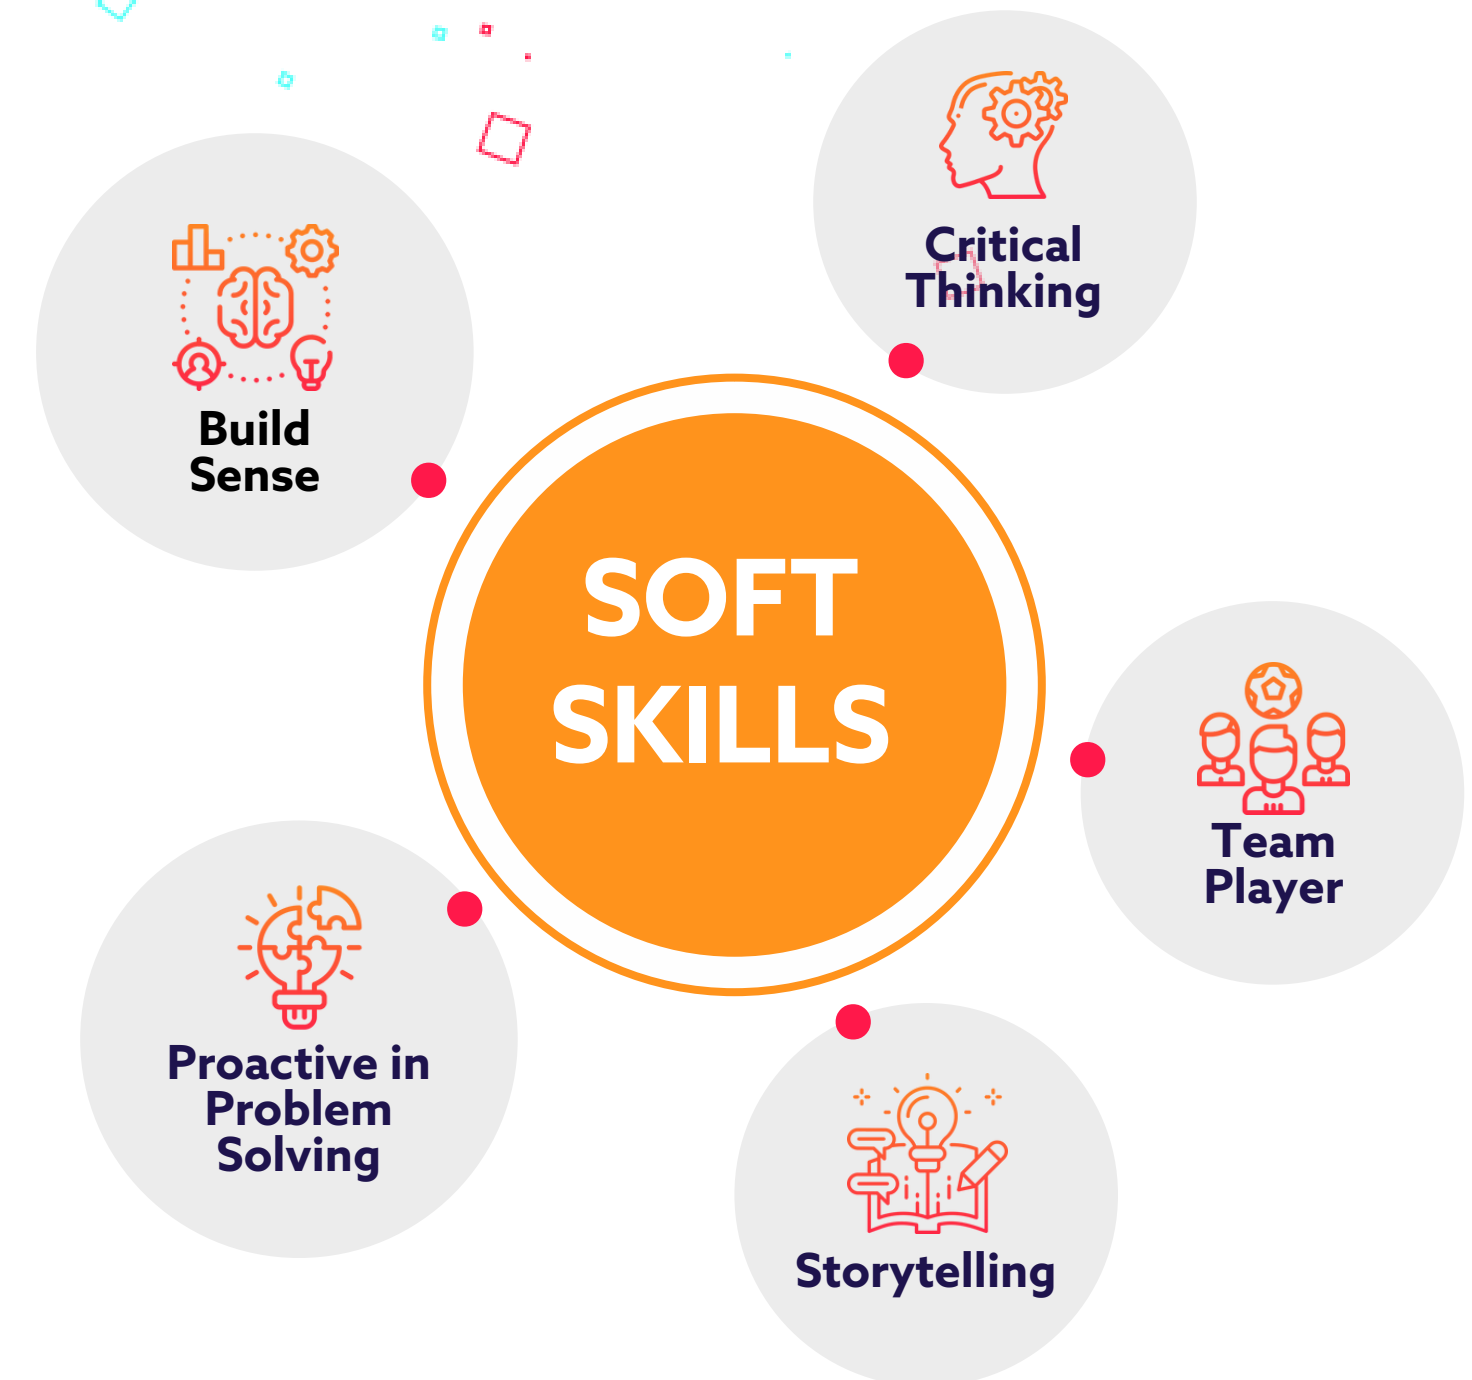 Critical
Thinking
Build
Sense
SOFT
SKILLS
Team
Player
Proactive in
Problem
Solving
Storytelling